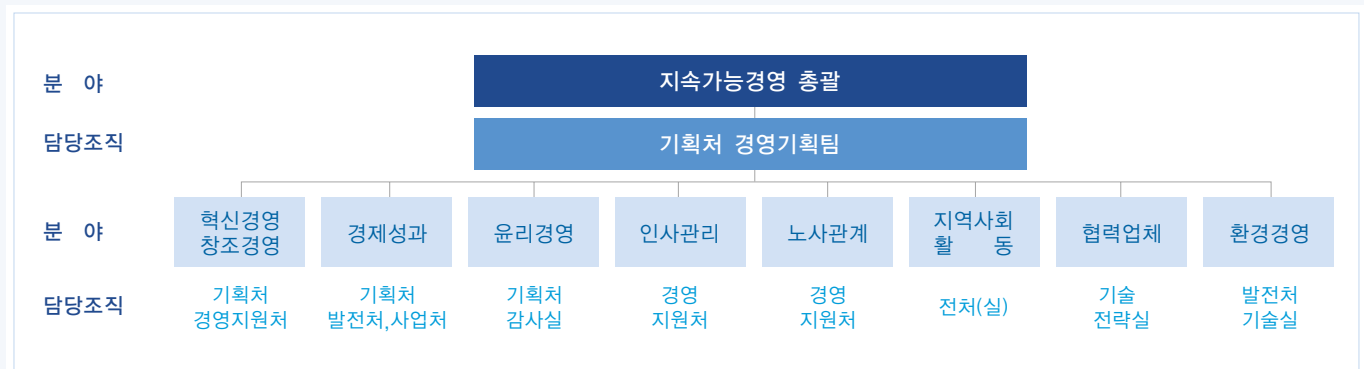 분 야
지속가능경영 총괄
담당조직
기획처 경영기획팀
분 야
혁신경영
창조경영
경제성과
윤리경영
인사관리
노사관계
지역사회
활 동
협력업체
환경경영
담당조직
기획처
경영지원처
기획처
발전처,사업처
기획처
감사실
경영
지원처
경영
지원처
전처(실)
기술
전략실
발전처
기술실